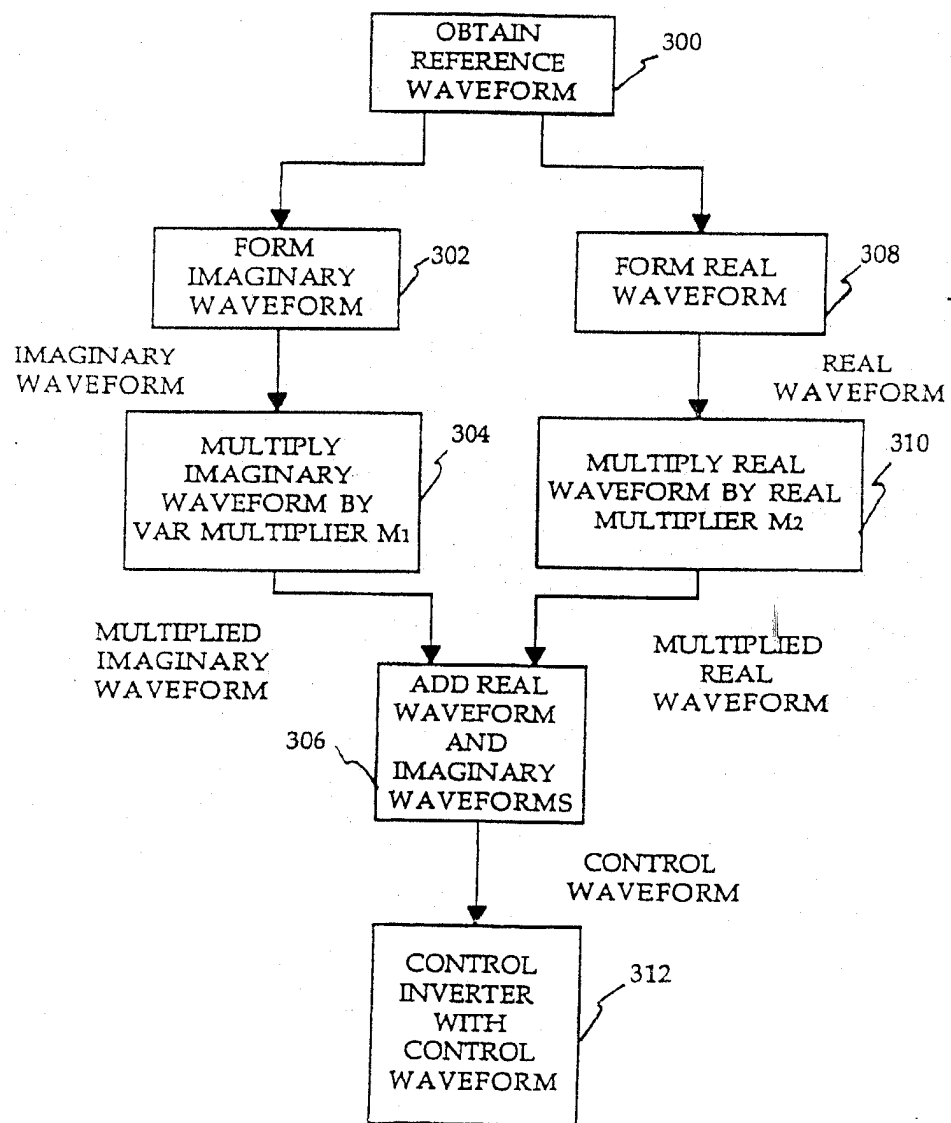 OBTAIN
REFERENCE
WAVEFORM
300
FORM
IMAGINARY
WAVEFORM
302
FORM REAL
WAVEFORM
308
IMAGINARY
WAVEFORM
REAL
WAVEFORM
MULTIPLY
IMAGINARY
WAVEFORM BY
VAR MULTIPLIER M1
304
MULTIPLY REAL
WAVEFORM BY REAL
MULTIPLIER M2
310
MULTIPLIED
IMAGINARY
WAVEFORM
MULTIPLIED
REAL
WAVEFORM
ADD REAL
WAVEFORM
AND
IMAGINARY
WAVEFORMS
306
CONTROL
WAVEFORM
CONTROL
INVERTER
WITH
CONTROL
WAVEFORM
312